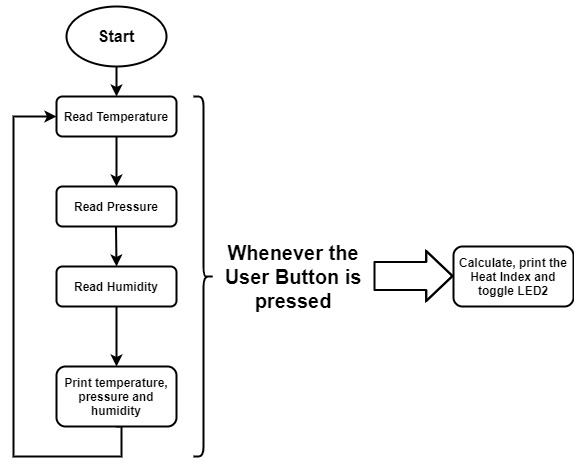 Start
Read Temperature
Read Pressure
Read Humidity
Print temperature,
pressure and
humidity
Whenever the
User Button is
pressed
Calculate, print the
Heat Index and
toggle LED2